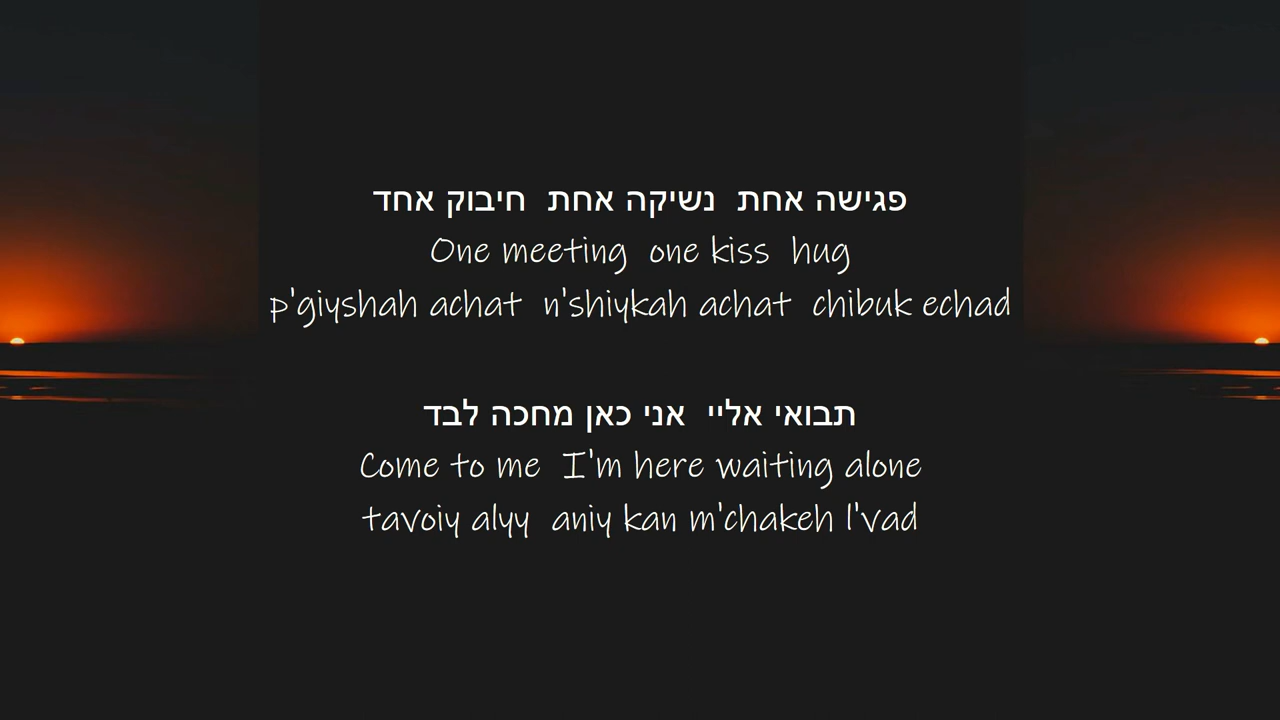 פגישה אחת  נשיקה אחת  חיבוק אחד
One meeting  one kiss  hug
p'giyshah achat  n'shiykah achat  chibuk echad
תבואי אליי  אני כאן מחכה לבד
Come to me  I'm here waiting alone
tavoiy alyy  aniy kan m'chakeh l'vad